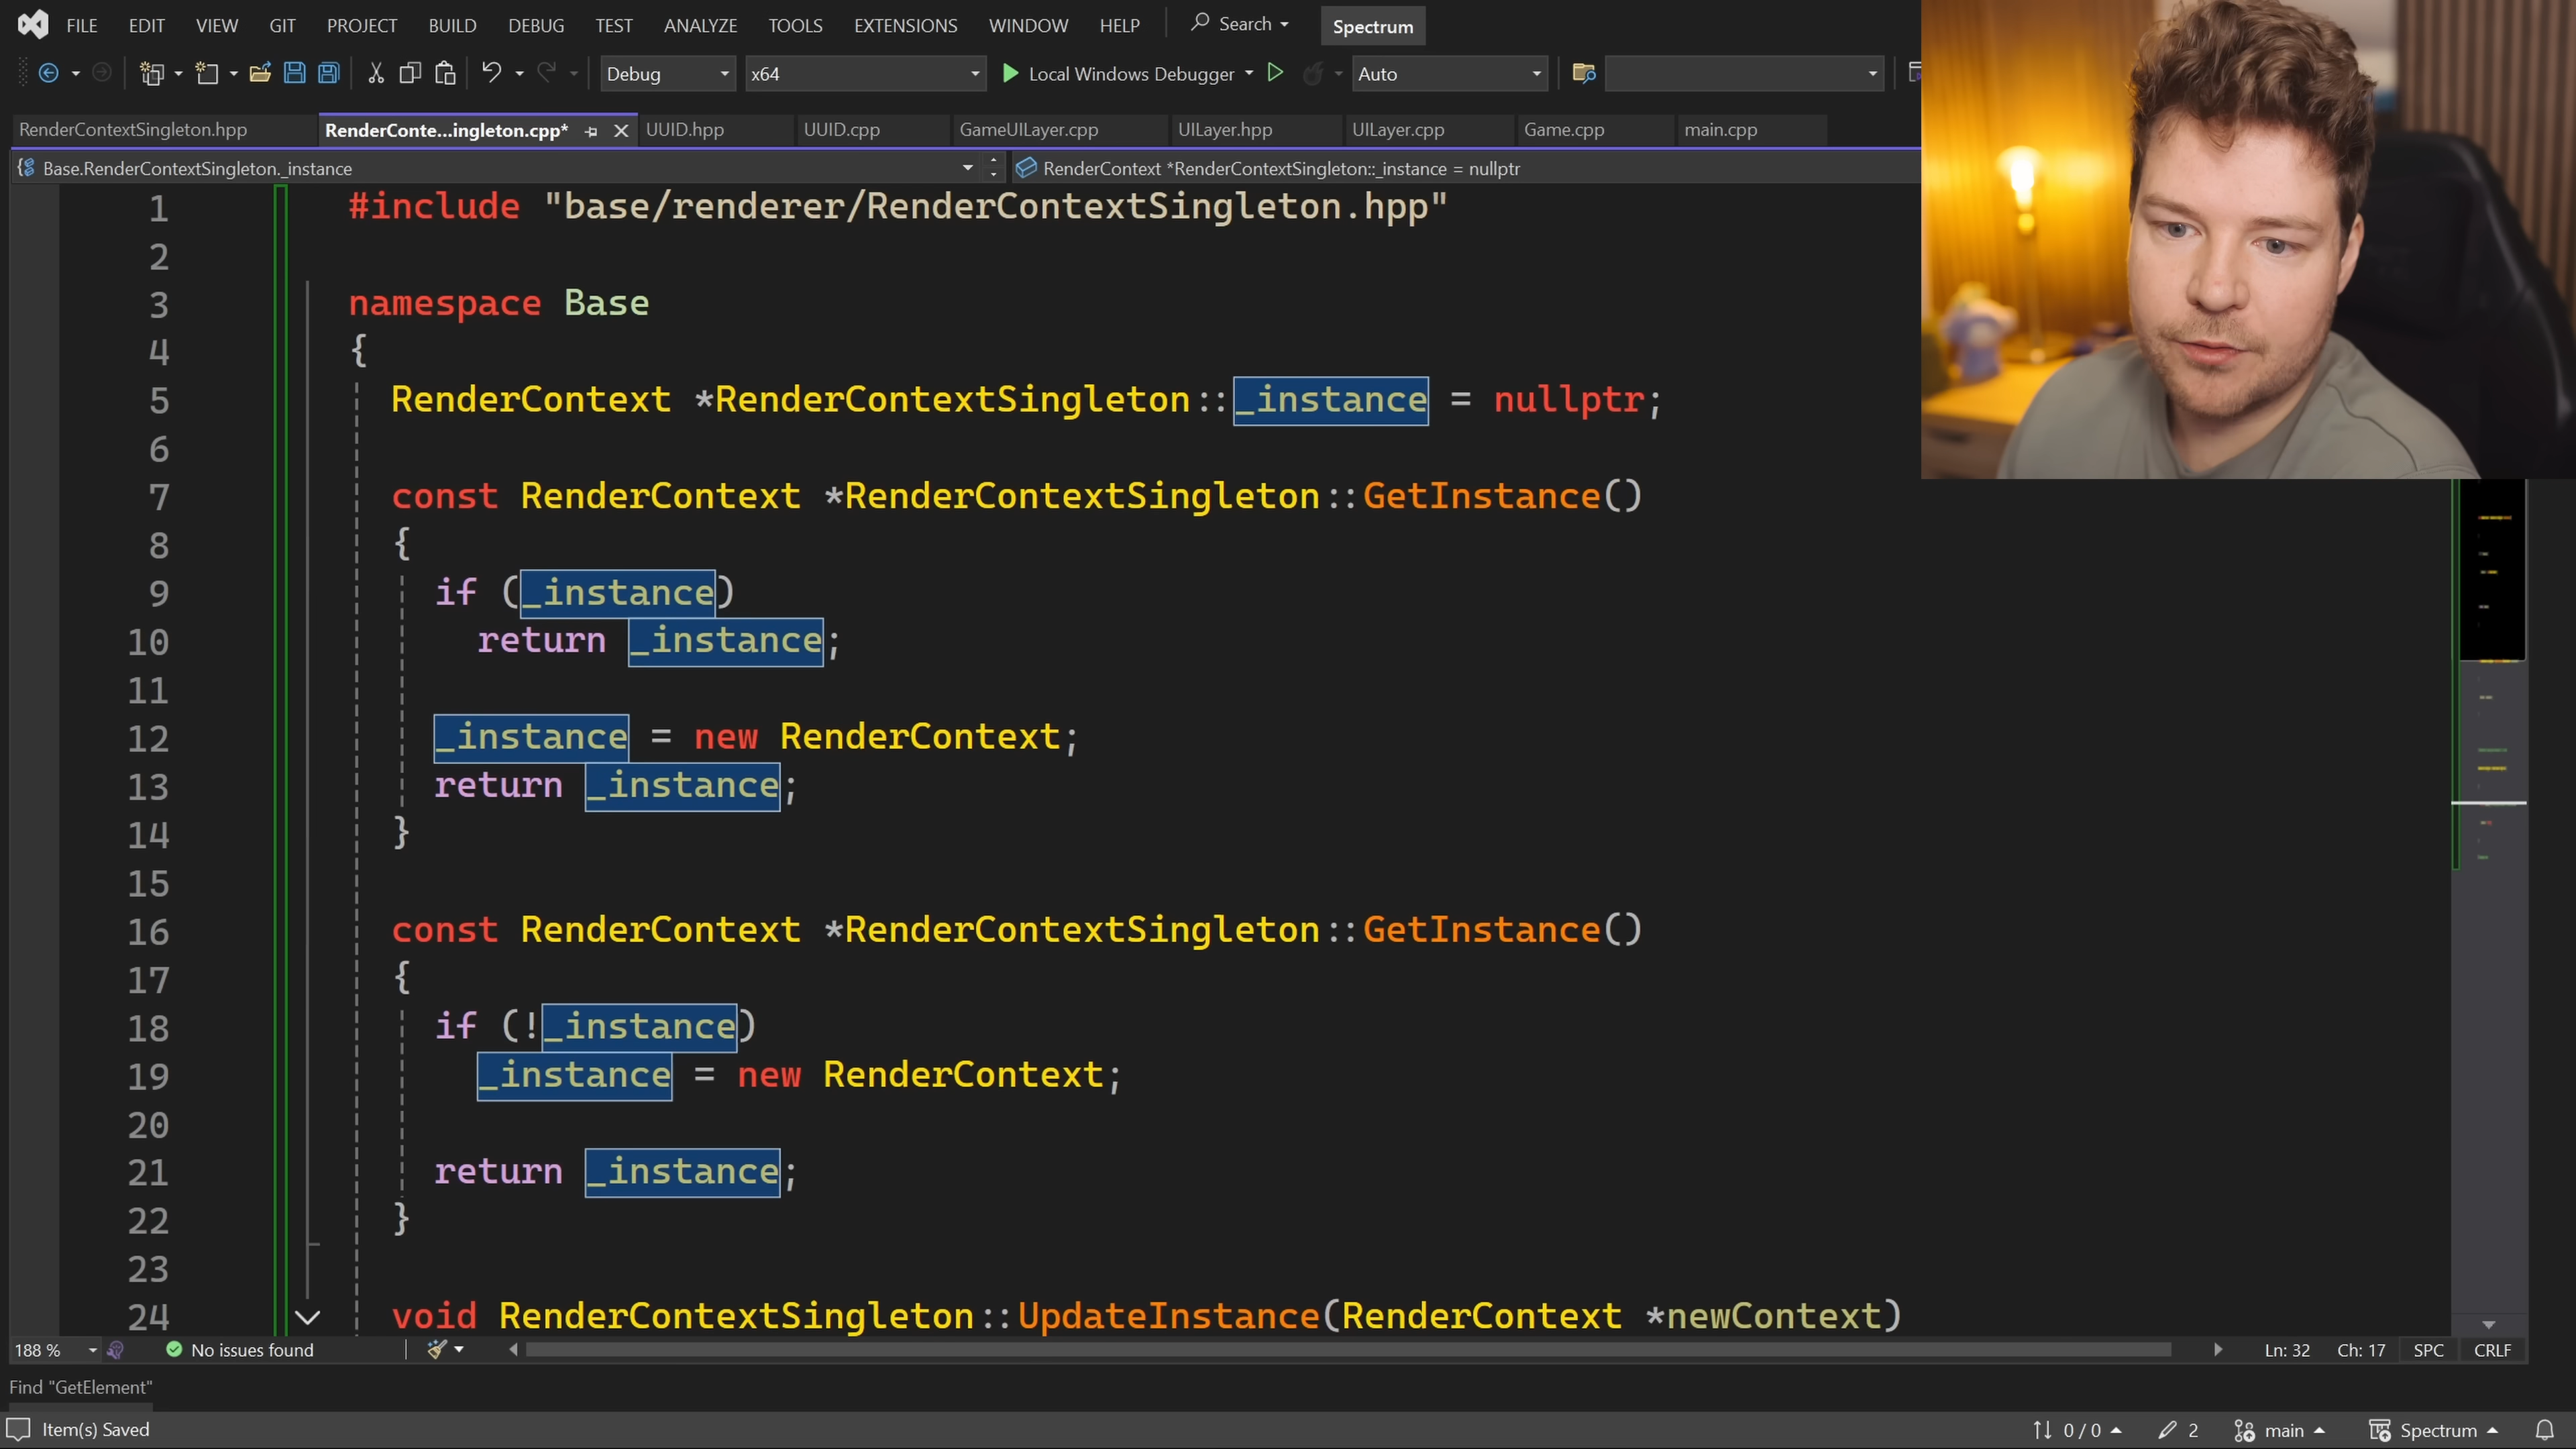 FILE EDIT VIEW GIT PROJECT BUILD DEBUG TEST ANALYZE TOOLS EXTENSIONS WINDOW HELP Search Spectrum
Debug x64 Local Windows Debugger Auto
RenderContextSingleton.hpp RenderConte...ingleton.cpp* UUID.hpp UUID.cpp GameUILayer.cpp UILayer.hpp UILayer.cpp Game.cpp main.cpp
Base.RenderContextSingleton._instance RenderContext *RenderContextSingleton::_instance = nullptr
1 #include "base/renderer/RenderContextSingleton.hpp"
2
3 namespace Base
4 {
5 RenderContext *RenderContextSingleton::_instance = nullptr;
6
7 const RenderContext *RenderContextSingleton::GetInstance()
8 {
9 if (_instance)
10 return _instance;
11
12 _instance = new RenderContext;
13 return _instance;
14 }
15
16 const RenderContext *RenderContextSingleton::GetInstance()
17 {
18 if (!_instance)
19 _instance = new RenderContext;
20
21 return _instance;
22 }
23
24 void RenderContextSingleton::UpdateInstance(RenderContext *newContext)
188 % No issues found Ln: 32 Ch: 17 SPC CRLF
Find "GetElement"
Item(s) Saved 0 / 0 2 main Spectrum